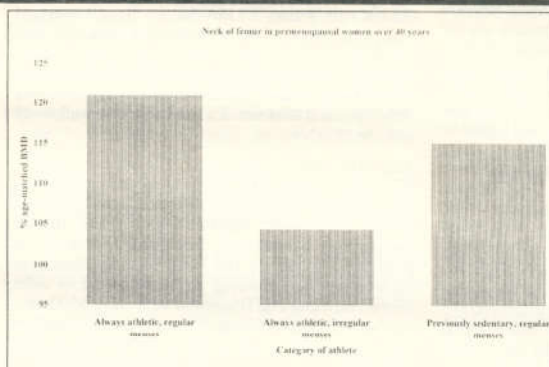 Neck of femur in perimenopausal women over 40 years
125
120
115
110
105
100
95
% age-matched BMD
Always athletic, regular
menses
Always athletic, irregular
menses
Previously sedentary, regular
menses
Category of athlete